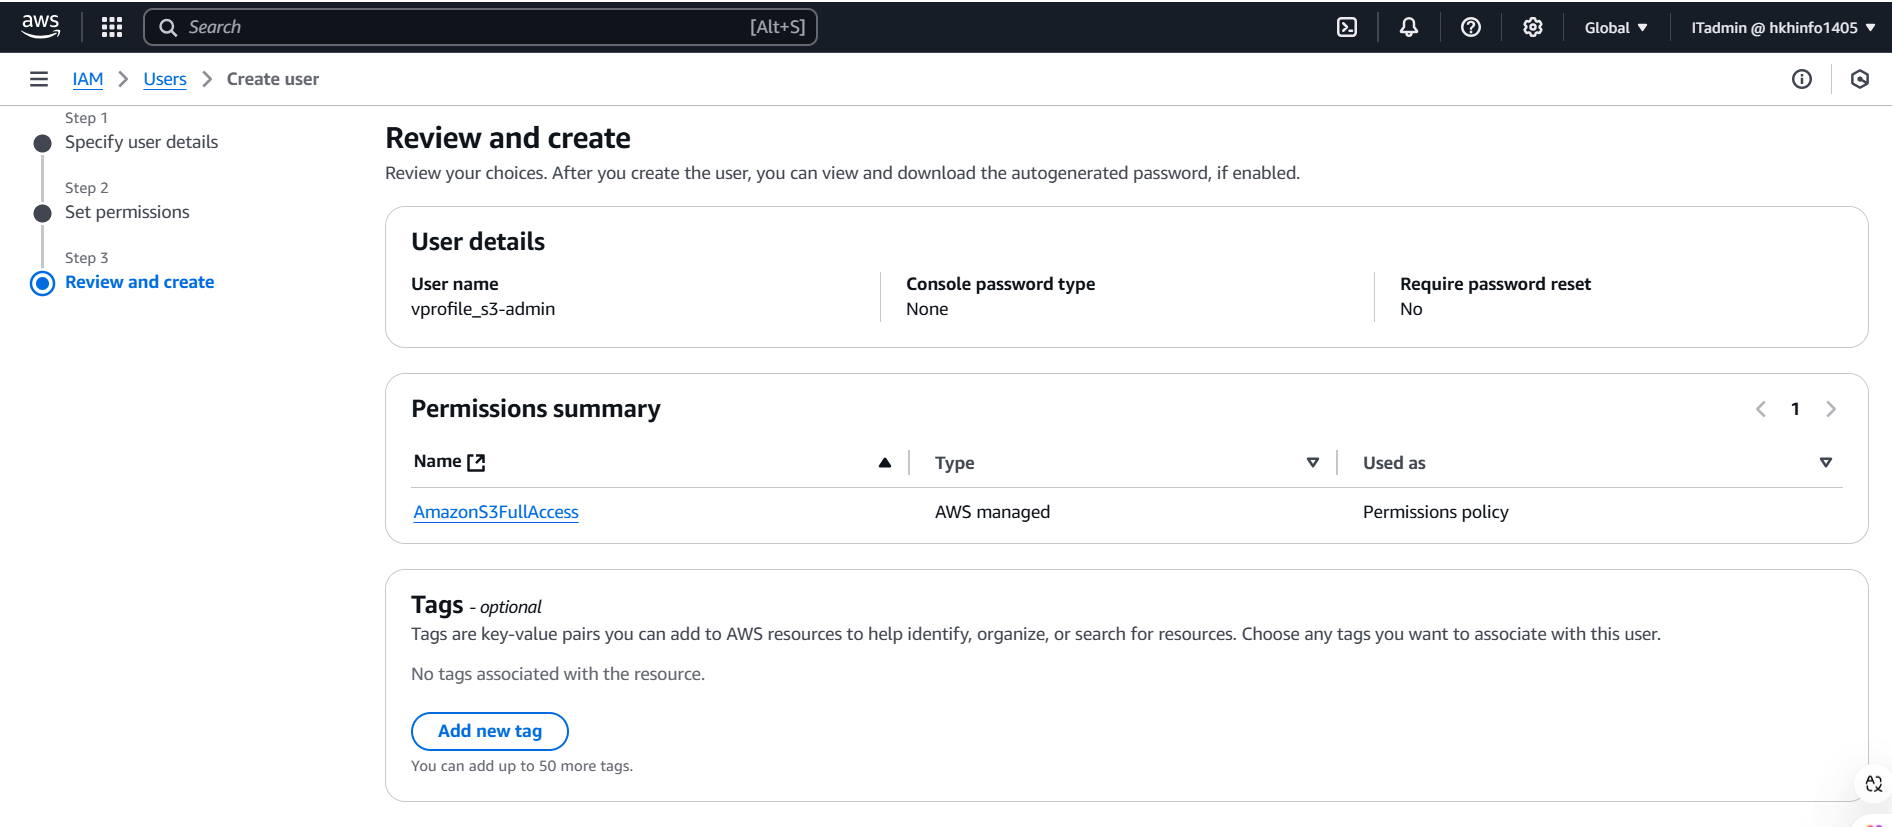 aws
Search [Alt+S]
Global
ITadmin @ hkhinfo1405
IAM
Users
Create user
Step 1
Specify user details
Step 2
Set permissions
Step 3
Review and create
Review and create
Review your choices. After you create the user, you can view and download the autogenerated password, if enabled.
User details
User name
vprofile_s3-admin
Console password type
None
Require password reset
No
Permissions summary
1
Name
Type
Used as
AmazonS3FullAccess
AWS managed
Permissions policy
Tags - optional
Tags are key-value pairs you can add to AWS resources to help identify, organize, or search for resources. Choose any tags you want to associate with this user.
No tags associated with the resource.
Add new tag
You can add up to 50 more tags.